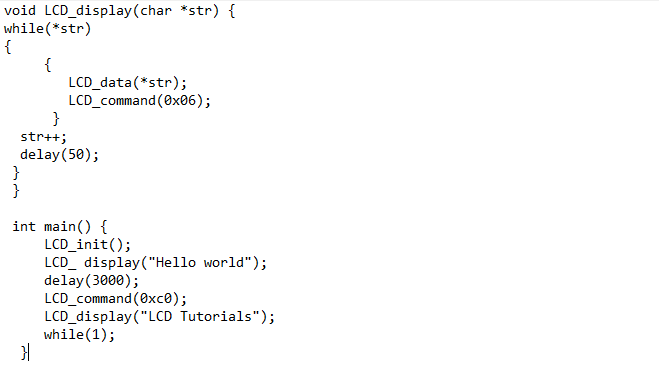 void LCD_display(char *str) {
while(*str)
{
{
LCD_data(*str);
LCD_command(0x06);
}
str++;
delay(50);
}
}
int main() {
LCD_init();
LCD_ display("Hello world");
delay(3000);
LCD_command(0xc0);
LCD_display("LCD Tutorials");
while(1);
}